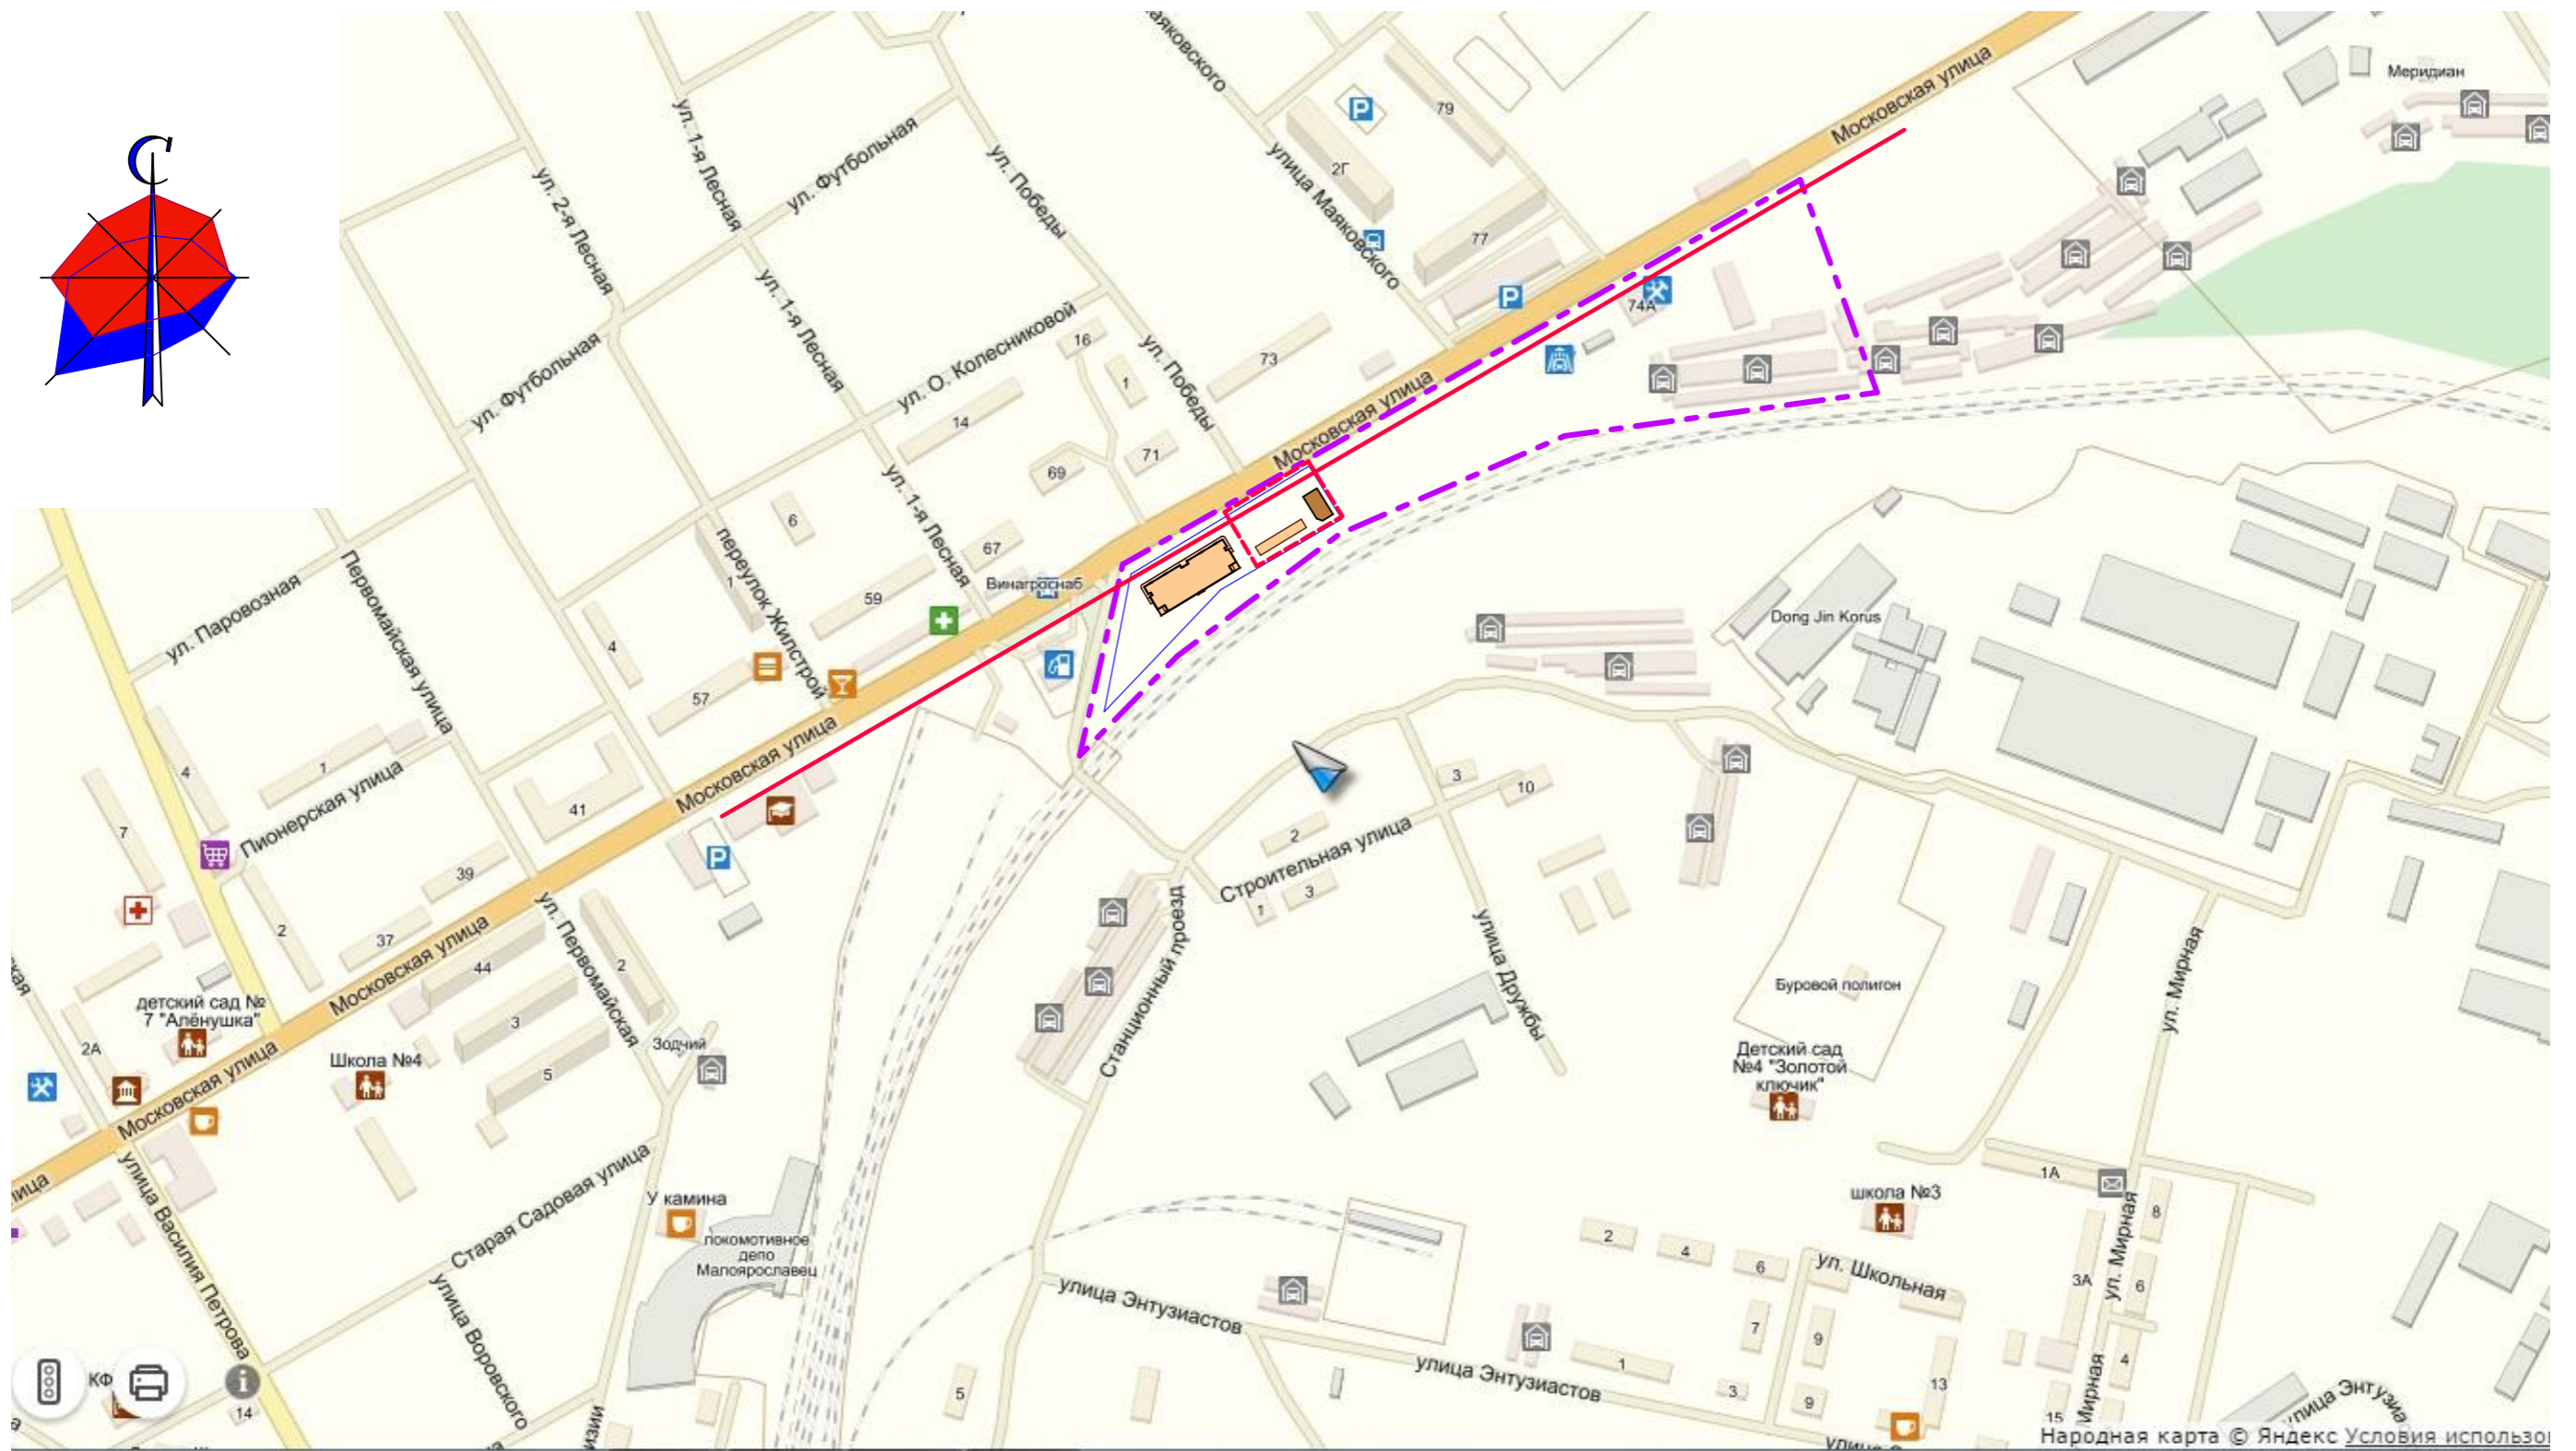 С
Маяковского
Московская улица
Меридиан
79
2Г
ул. 1-я Лесная
ул. Футбольная
ул. Победы
улица Маяковского
ул. 2-я Лесная
77
74А
ул. 1-я Лесная
16
ул. О. Колесниковой
ул. Победы
73
1
ул. Футбольная
14
71
Московская улица
69
ул. 1-я Лесная
6
переулок Жилстрой
67
Винагроснаб
1
59
Первомайская улица
ул. Паровозная
4
57
Dong Jin Korus
4
1
Московская улица
Пионерская улица
41
7
3
10
2
Строительная улица
3
1
39
2
37
Московская улица
44
ул. Первомайская
2
Станционный проезд
улица Дружбы
ул. Мирная
Буровой полигон
детский сад №
7 "Алёнушка"
3
2А
Школа №4
5
Зодчий
Детский сад
№4 "Золотой
ключик"
Московская улица
улица Василия Петрова
Старая Садовая улица
У камина
локомотивное
депо
Малоярославец
1А
школа №3
8
ул. Мирная
2
4
6
ул. Школьная
3А
6
улица Энтузиастов
улица Воровского
7
9
1
4
улица Энтузиастов
КФ
14
5
3
9
13
15
Мирная
Народная карта © Яндекс Условия использо